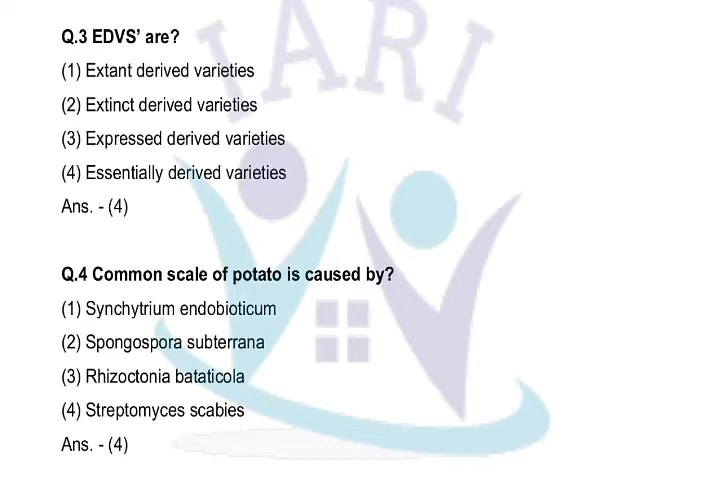 IARI
Q.3 EDVS’ are?
(1) Extant derived varieties
(2) Extinct derived varieties
(3) Expressed derived varieties
(4) Essentially derived varieties
Ans. - (4)
Q.4 Common scale of potato is caused by?
(1) Synchytrium endobioticum
(2) Spongospora subterrana
(3) Rhizoctonia bataticola
(4) Streptomyces scabies
Ans. - (4)